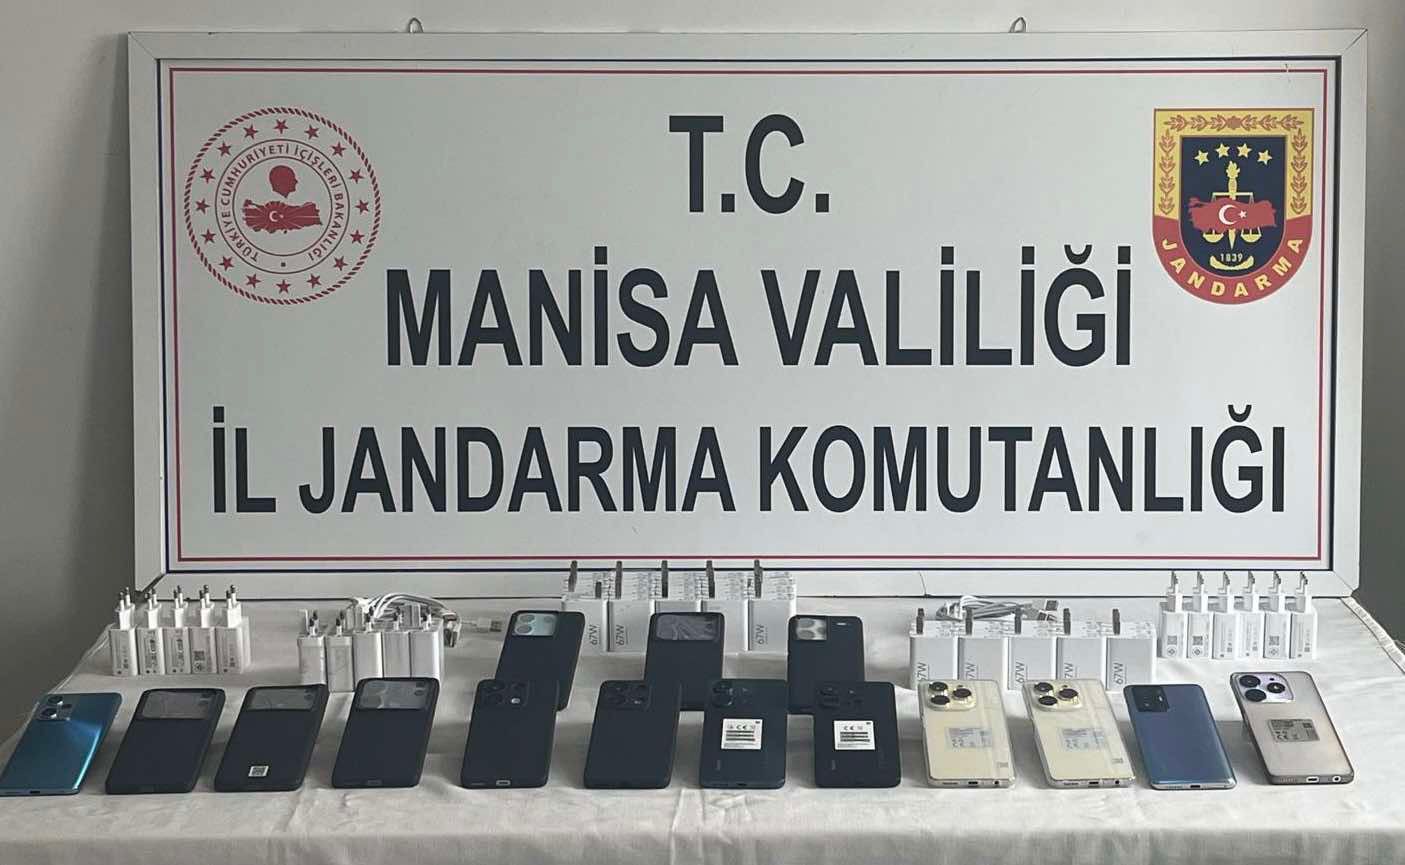 T.C.
MANİSA VALİLİĞİ
İL JANDARMA KOMUTANLIĞI
TÜRKİYE CUMHURİYETİ İÇİŞLERİ BAKANLIĞI
1839
JANDARMA
67W
67W
67W
67W
67W
67W
67W